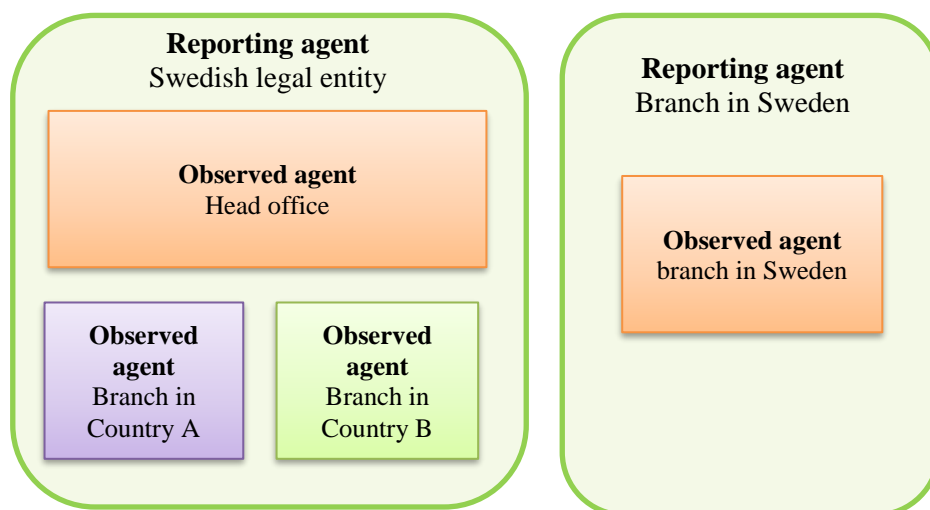 Reporting agent
Swedish legal entity
Observed agent
Head office
Observed
agent
Branch in
Country A
Observed
agent
Branch in
Country B
Reporting agent
Branch in Sweden
Observed agent
branch in Sweden